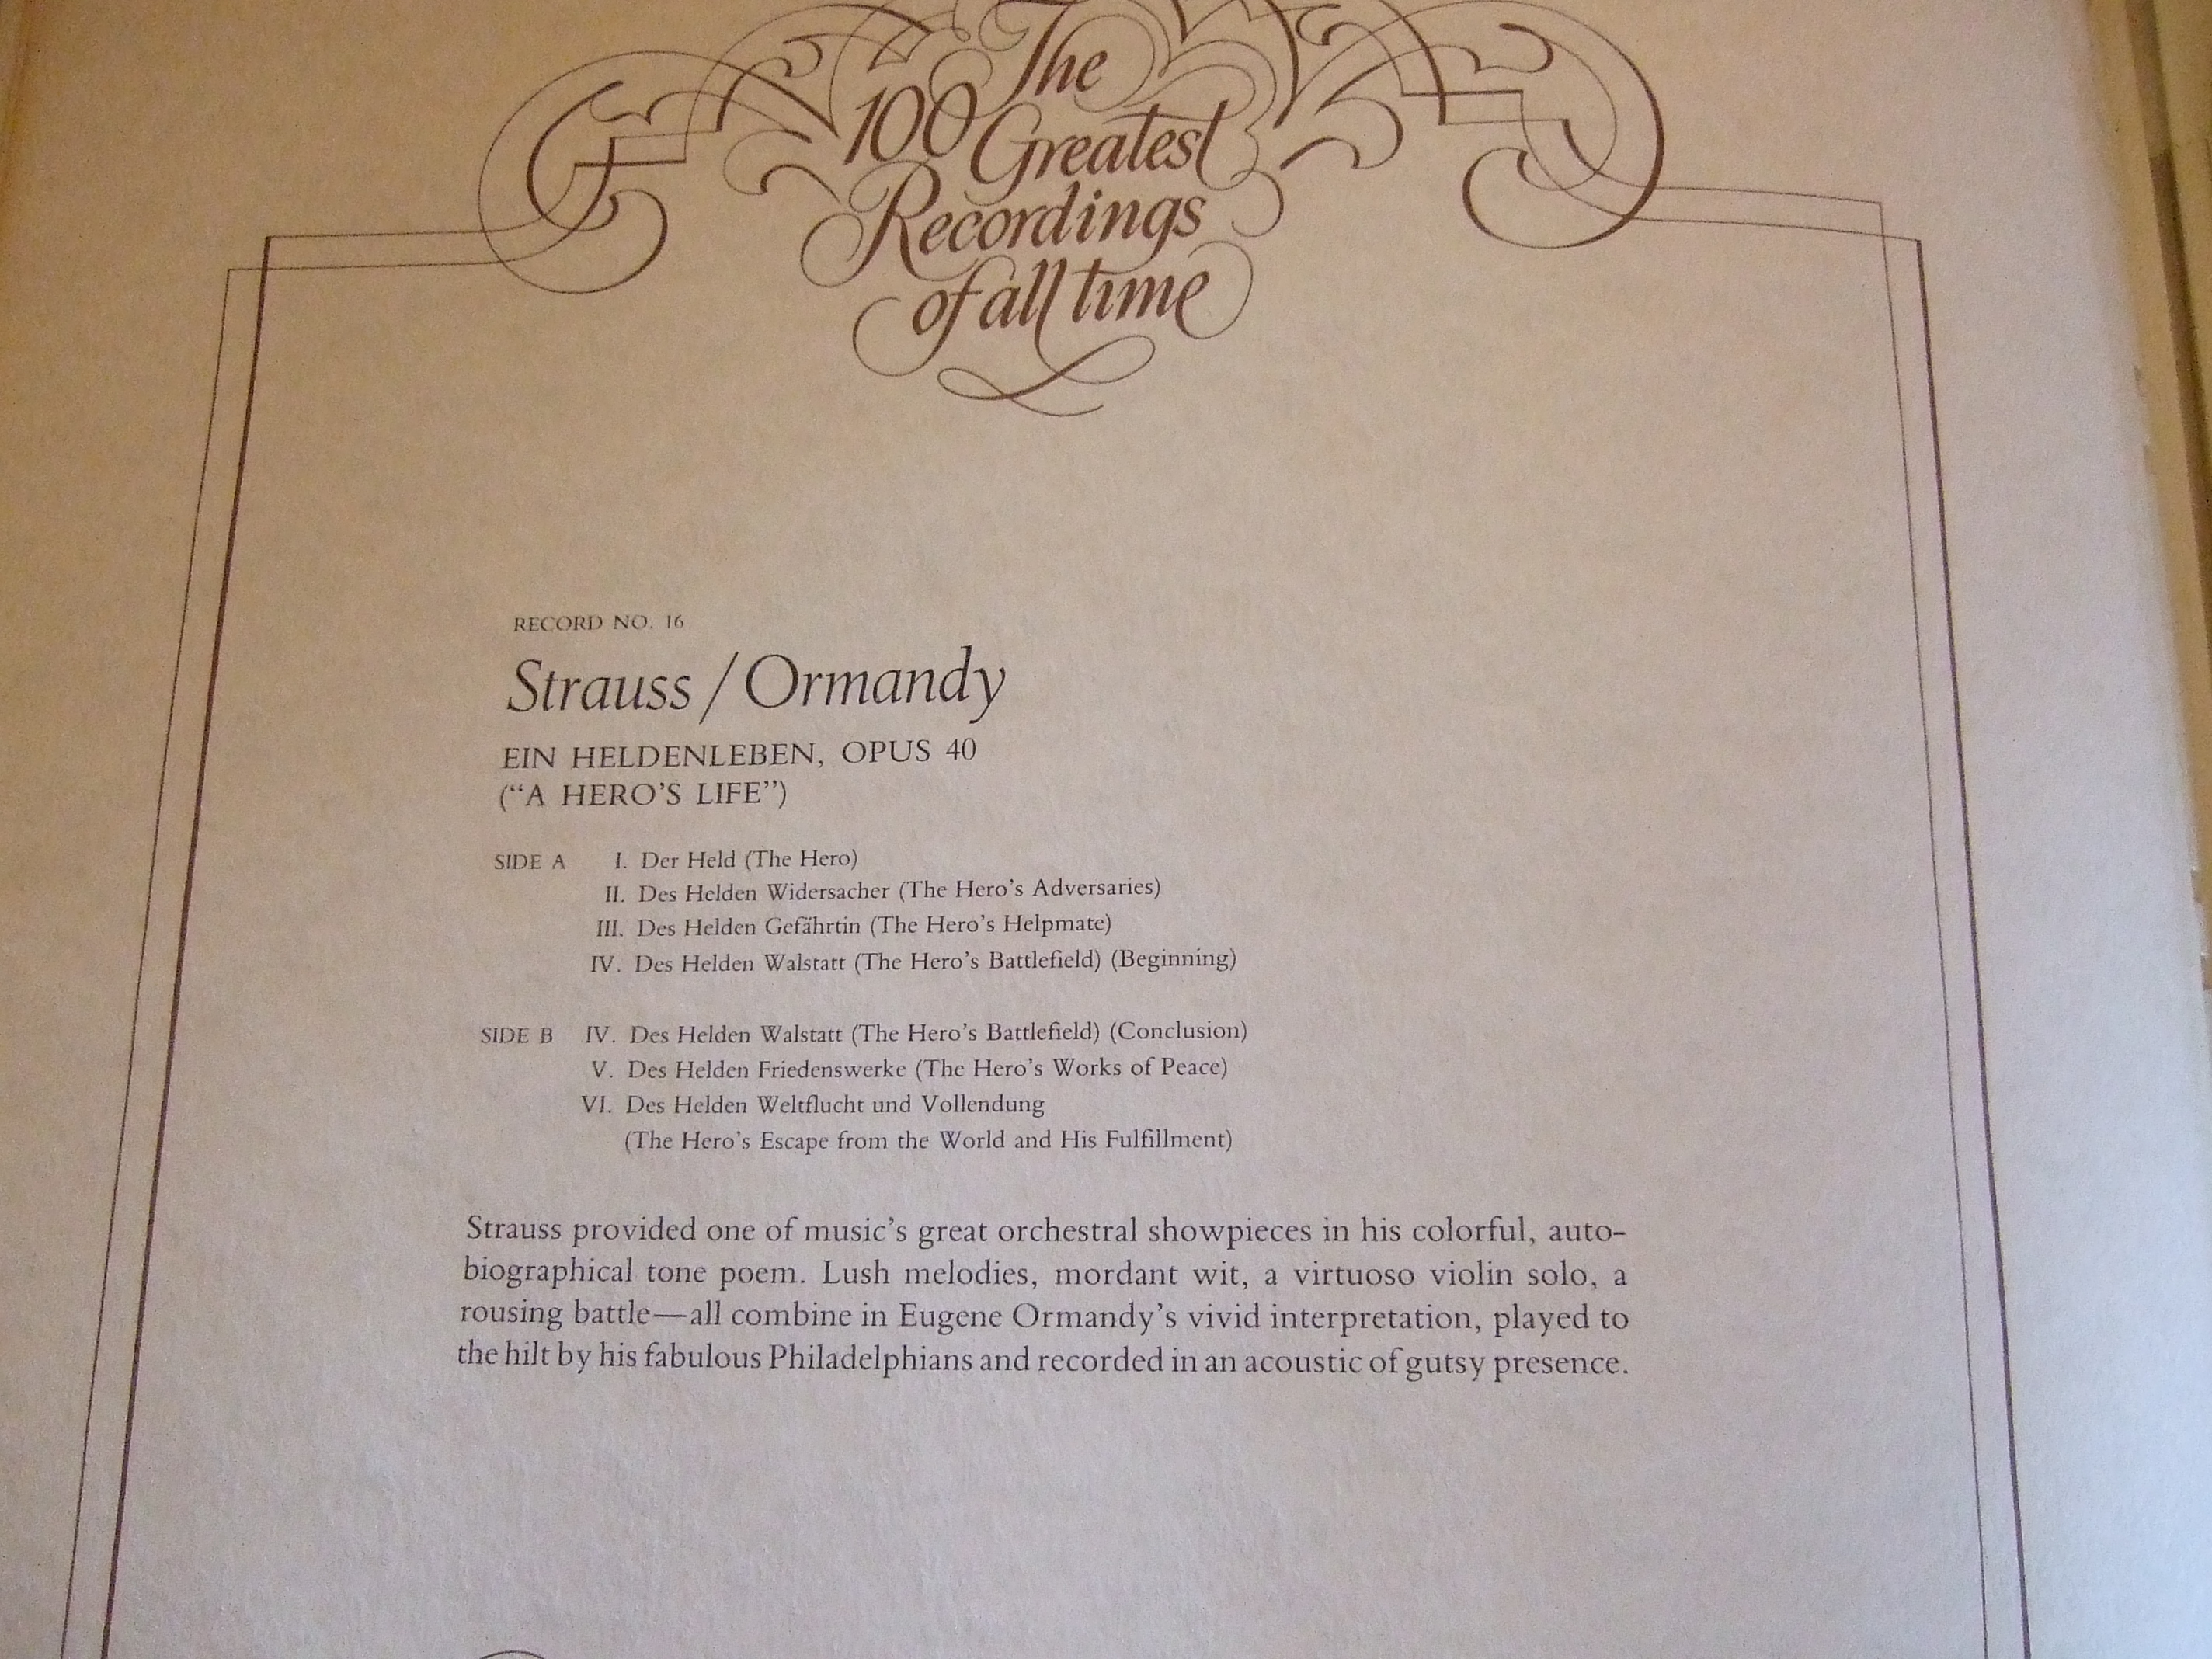 The
100 Greatest
Recordings
of all time
RECORD NO. 16
Strauss / Ormandy
EIN HELDENLEBEN, OPUS 40
(“A HERO’S LIFE”)
SIDE A I. Der Held (The Hero)
II. Des Helden Widersacher (The Hero’s Adversaries)
III. Des Helden Gefährtin (The Hero’s Helpmate)
IV. Des Helden Walstatt (The Hero’s Battlefield) (Beginning)
SIDE B IV. Des Helden Walstatt (The Hero’s Battlefield) (Conclusion)
V. Des Helden Friedenswerke (The Hero’s Works of Peace)
VI. Des Helden Weltflucht und Vollendung
(The Hero’s Escape from the World and His Fulfillment)
Strauss provided one of music’s great orchestral showpieces in his colorful, auto-
biographical tone poem. Lush melodies, mordant wit, a virtuoso violin solo, a
rousing battle—all combine in Eugene Ormandy’s vivid interpretation, played to
the hilt by his fabulous Philadelphians and recorded in an acoustic of gutsy presence.